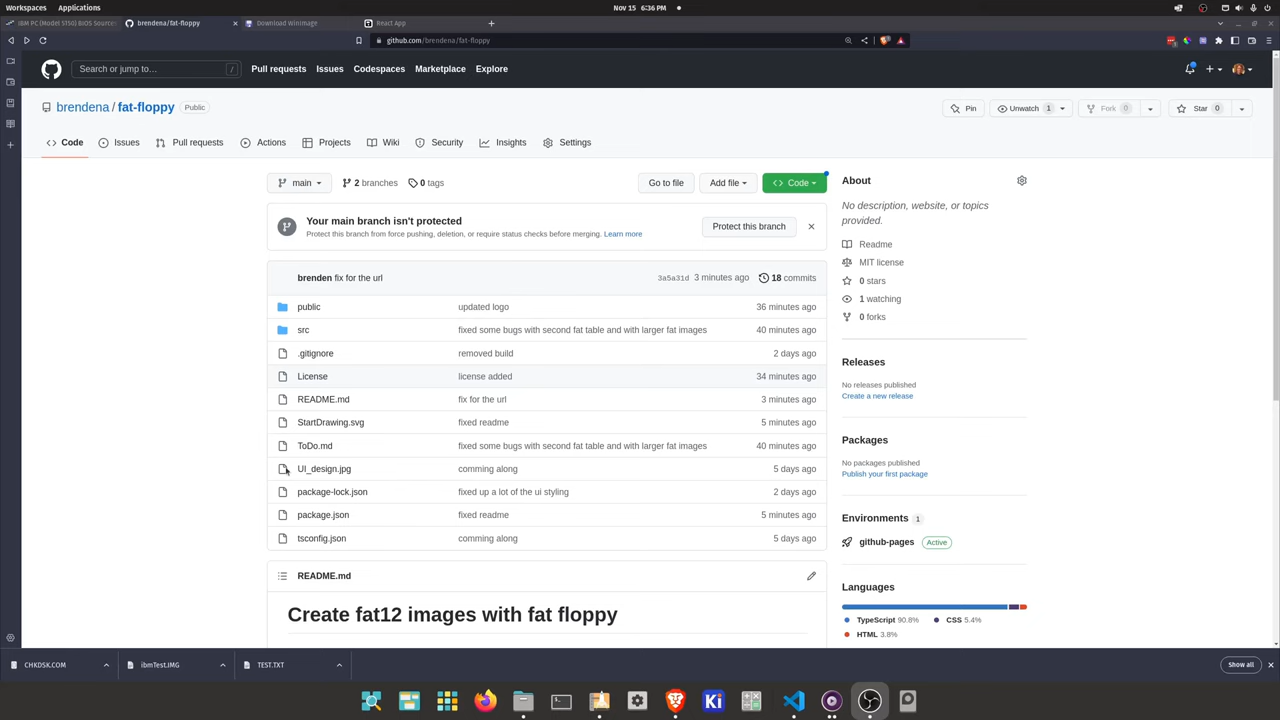 Workspaces Applications Nov 15 6:36 PM
IBM PC (Model 5150) BIOS Source brendena/fat-floppy Download WinImage React App
github.com/brendena/fat-floppy
Search or jump to… / Pull requests Issues Codespaces Marketplace Explore
brendena / fat-floppy Public Pin Unwatch 1 Fork 0 Star 0
Code Issues Pull requests Actions Projects Wiki Security Insights Settings
main 2 branches 0 tags Go to file Add file Code
Your main branch isn't protected
Protect this branch from force pushing, deletion, or require status checks before merging. Learn more
Protect this branch
brenden fix for the url 3a5a31d 3 minutes ago 18 commits
public updated logo 36 minutes ago
src fixed some bugs with second fat table and with larger fat images 40 minutes ago
.gitignore removed build 2 days ago
License license added 34 minutes ago
README.md fix for the url 3 minutes ago
StartDrawing.svg fixed readme 5 minutes ago
ToDo.md fixed some bugs with second fat table and with larger fat images 40 minutes ago
UI_design.jpg comming along 5 days ago
package-lock.json fixed up a lot of the ui styling 2 days ago
package.json fixed readme 5 minutes ago
tsconfig.json comming along 5 days ago
README.md
Create fat12 images with fat floppy
About
No description, website, or topics
provided.
Readme
MIT license
0 stars
1 watching
0 forks
Releases
No releases published
Create a new release
Packages
No packages published
Publish your first package
Environments 1
github-pages Active
Languages
TypeScript 90.8% CSS 5.4%
HTML 3.8%
CHKDSK.COM ibmTest.IMG TEST.TXT Show all
Ki